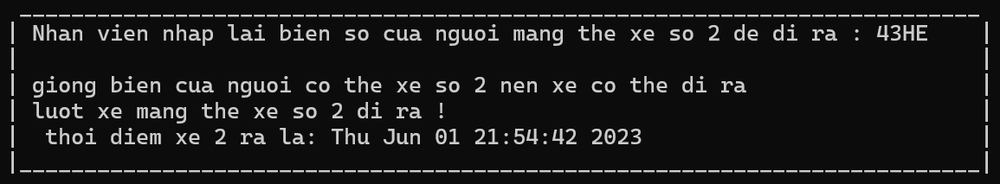 Nhan vien nhap lai bien so cua nguoi mang the xe so 2 de di ra : 43HE
giong bien cua nguoi co the xe so 2 nen xe co the di ra
luot xe mang the xe so 2 di ra !
thoi diem xe 2 ra la: Thu Jun 01 21:54:42 2023